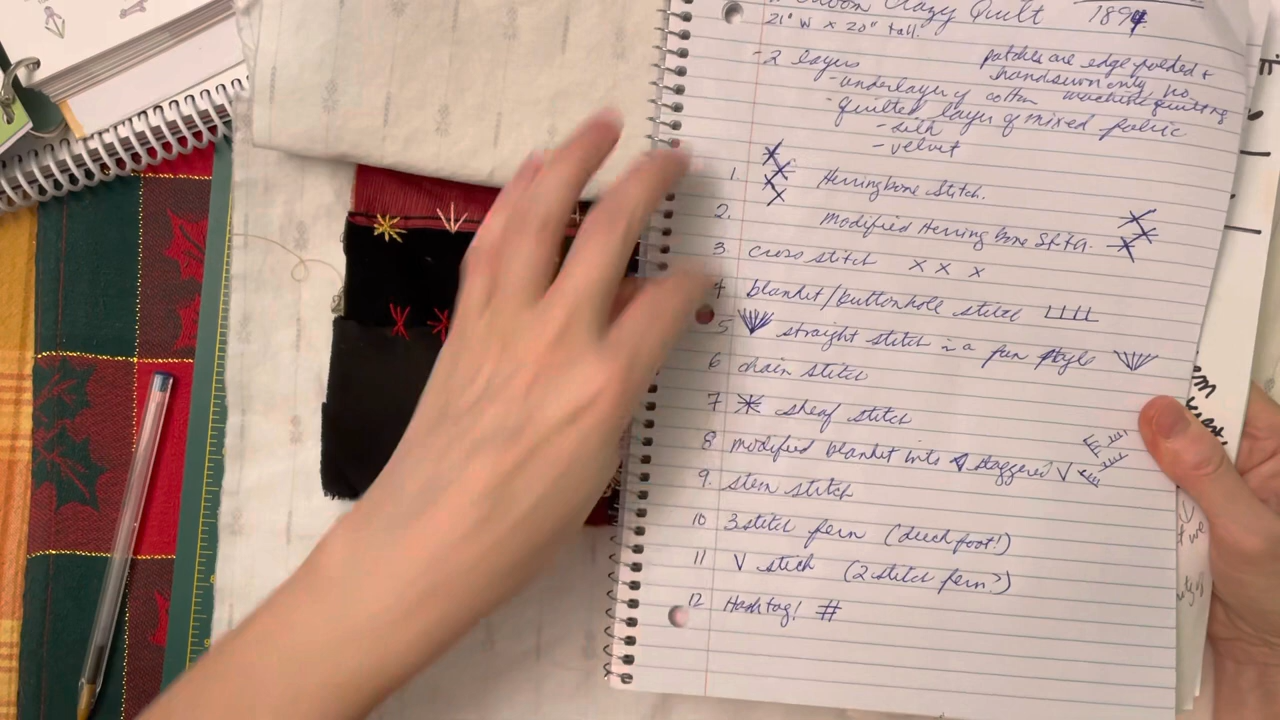 Crazy Quilt 1894
21" W x 20" tall.
- 2 layers
patches are edge folded +
handsewn only, no
machine quilting
- underlayer of cotton
- quilted layer of mixed fabric
- silk
- velvet
1. Herringbone Stitch.
2. modified Herring bone Stitch.
3. cross stitch x x x
4 blanket/buttonhole stitch
5 straight stitch in a fan style
6 chain stitch
7 sheaf stitch
8 modified blanket into staggered V
9. stem stitch
10 3 stitch fern (duck foot!)
11 V stitch (2 stitch fern?)
12 Hashtag! #